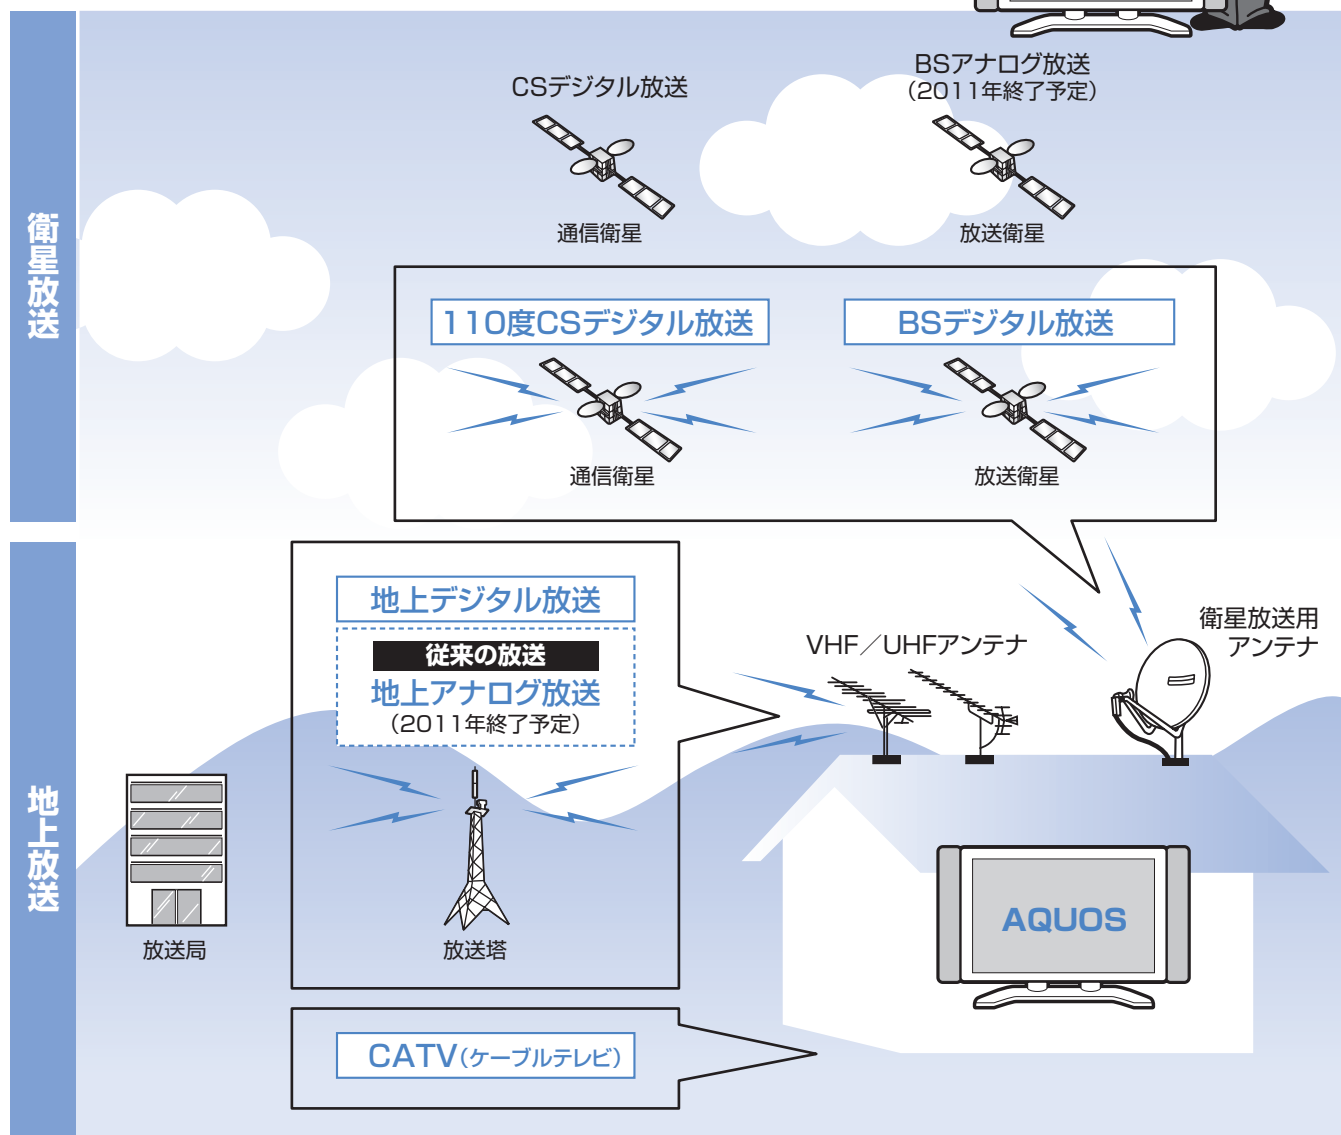 衛星放送
CSデジタル放送
通信衛星
BSアナログ放送
（2011年終了予定）
放送衛星
110度CSデジタル放送
通信衛星
BSデジタル放送
放送衛星
地上放送
地上デジタル放送
従来の放送
地上アナログ放送
（2011年終了予定）
放送局
放送塔
VHF／UHFアンテナ
衛星放送用
アンテナ
AQUOS
CATV（ケーブルテレビ）